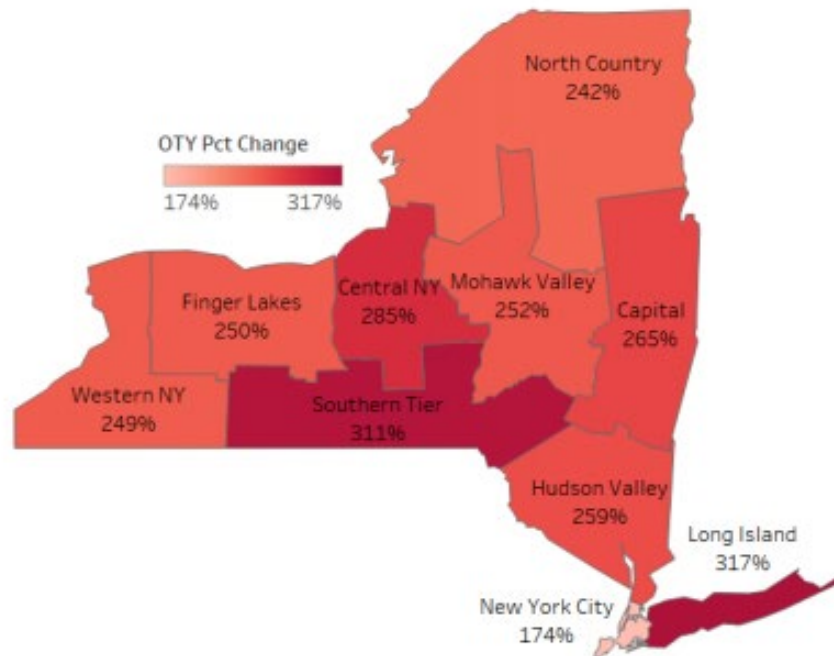 North Country
242%
OTY Pct Change
174%
317%
Central NY
285%
Mohawk Valley
252%
Capital
265%
Finger Lakes
250%
Western NY
249%
Southern Tier
311%
Hudson Valley
259%
Long Island
317%
New York City
174%